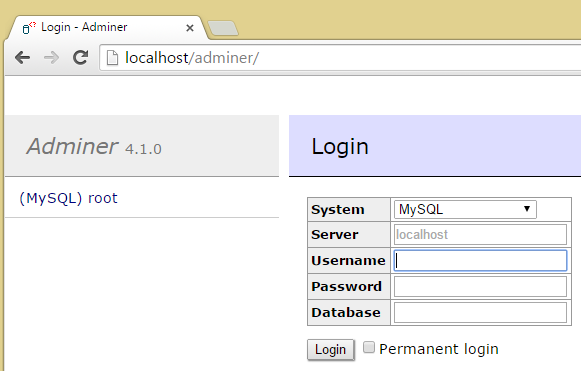 Login - Adminer
localhost/adminer/
Adminer 4.1.0
(MySQL) root
Login
System MySQL
Server localhost
Username
Password
Database
Login Permanent login